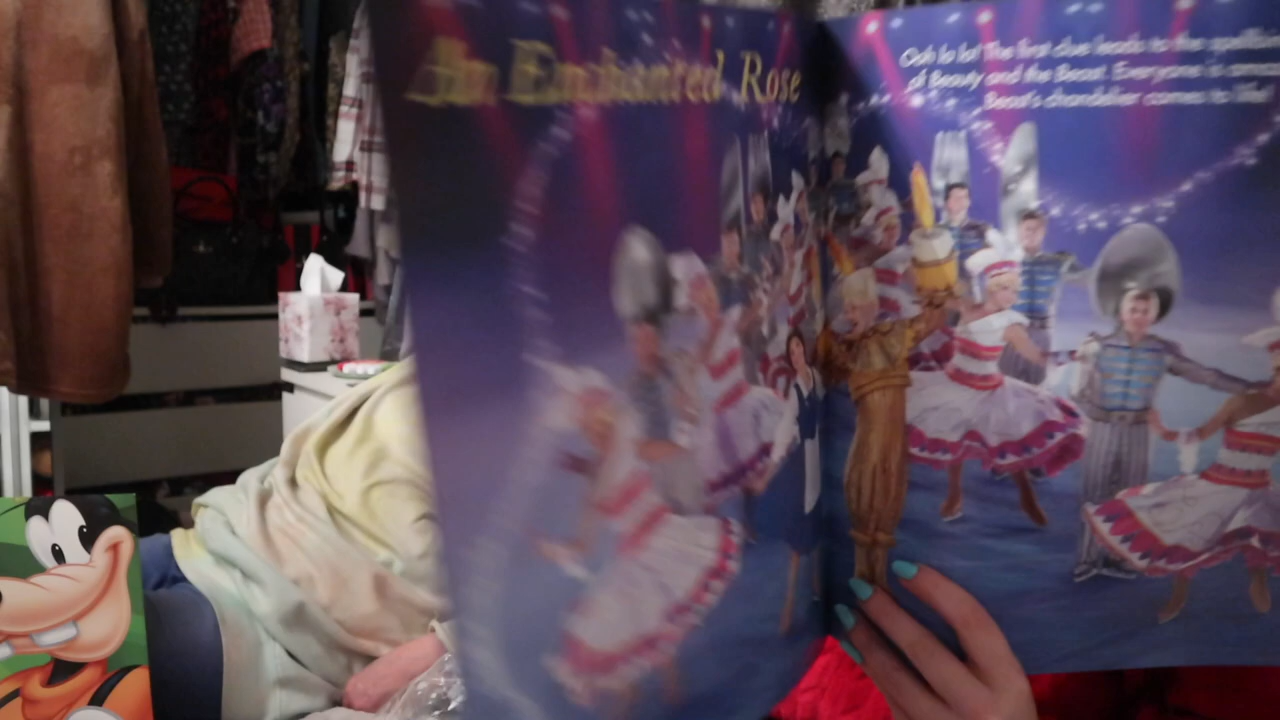 An Enchanted Rose
Ooh la la! The first clue leads to the
of Beauty and the Beast. Everyone is
Beast's chandelier comes to life!